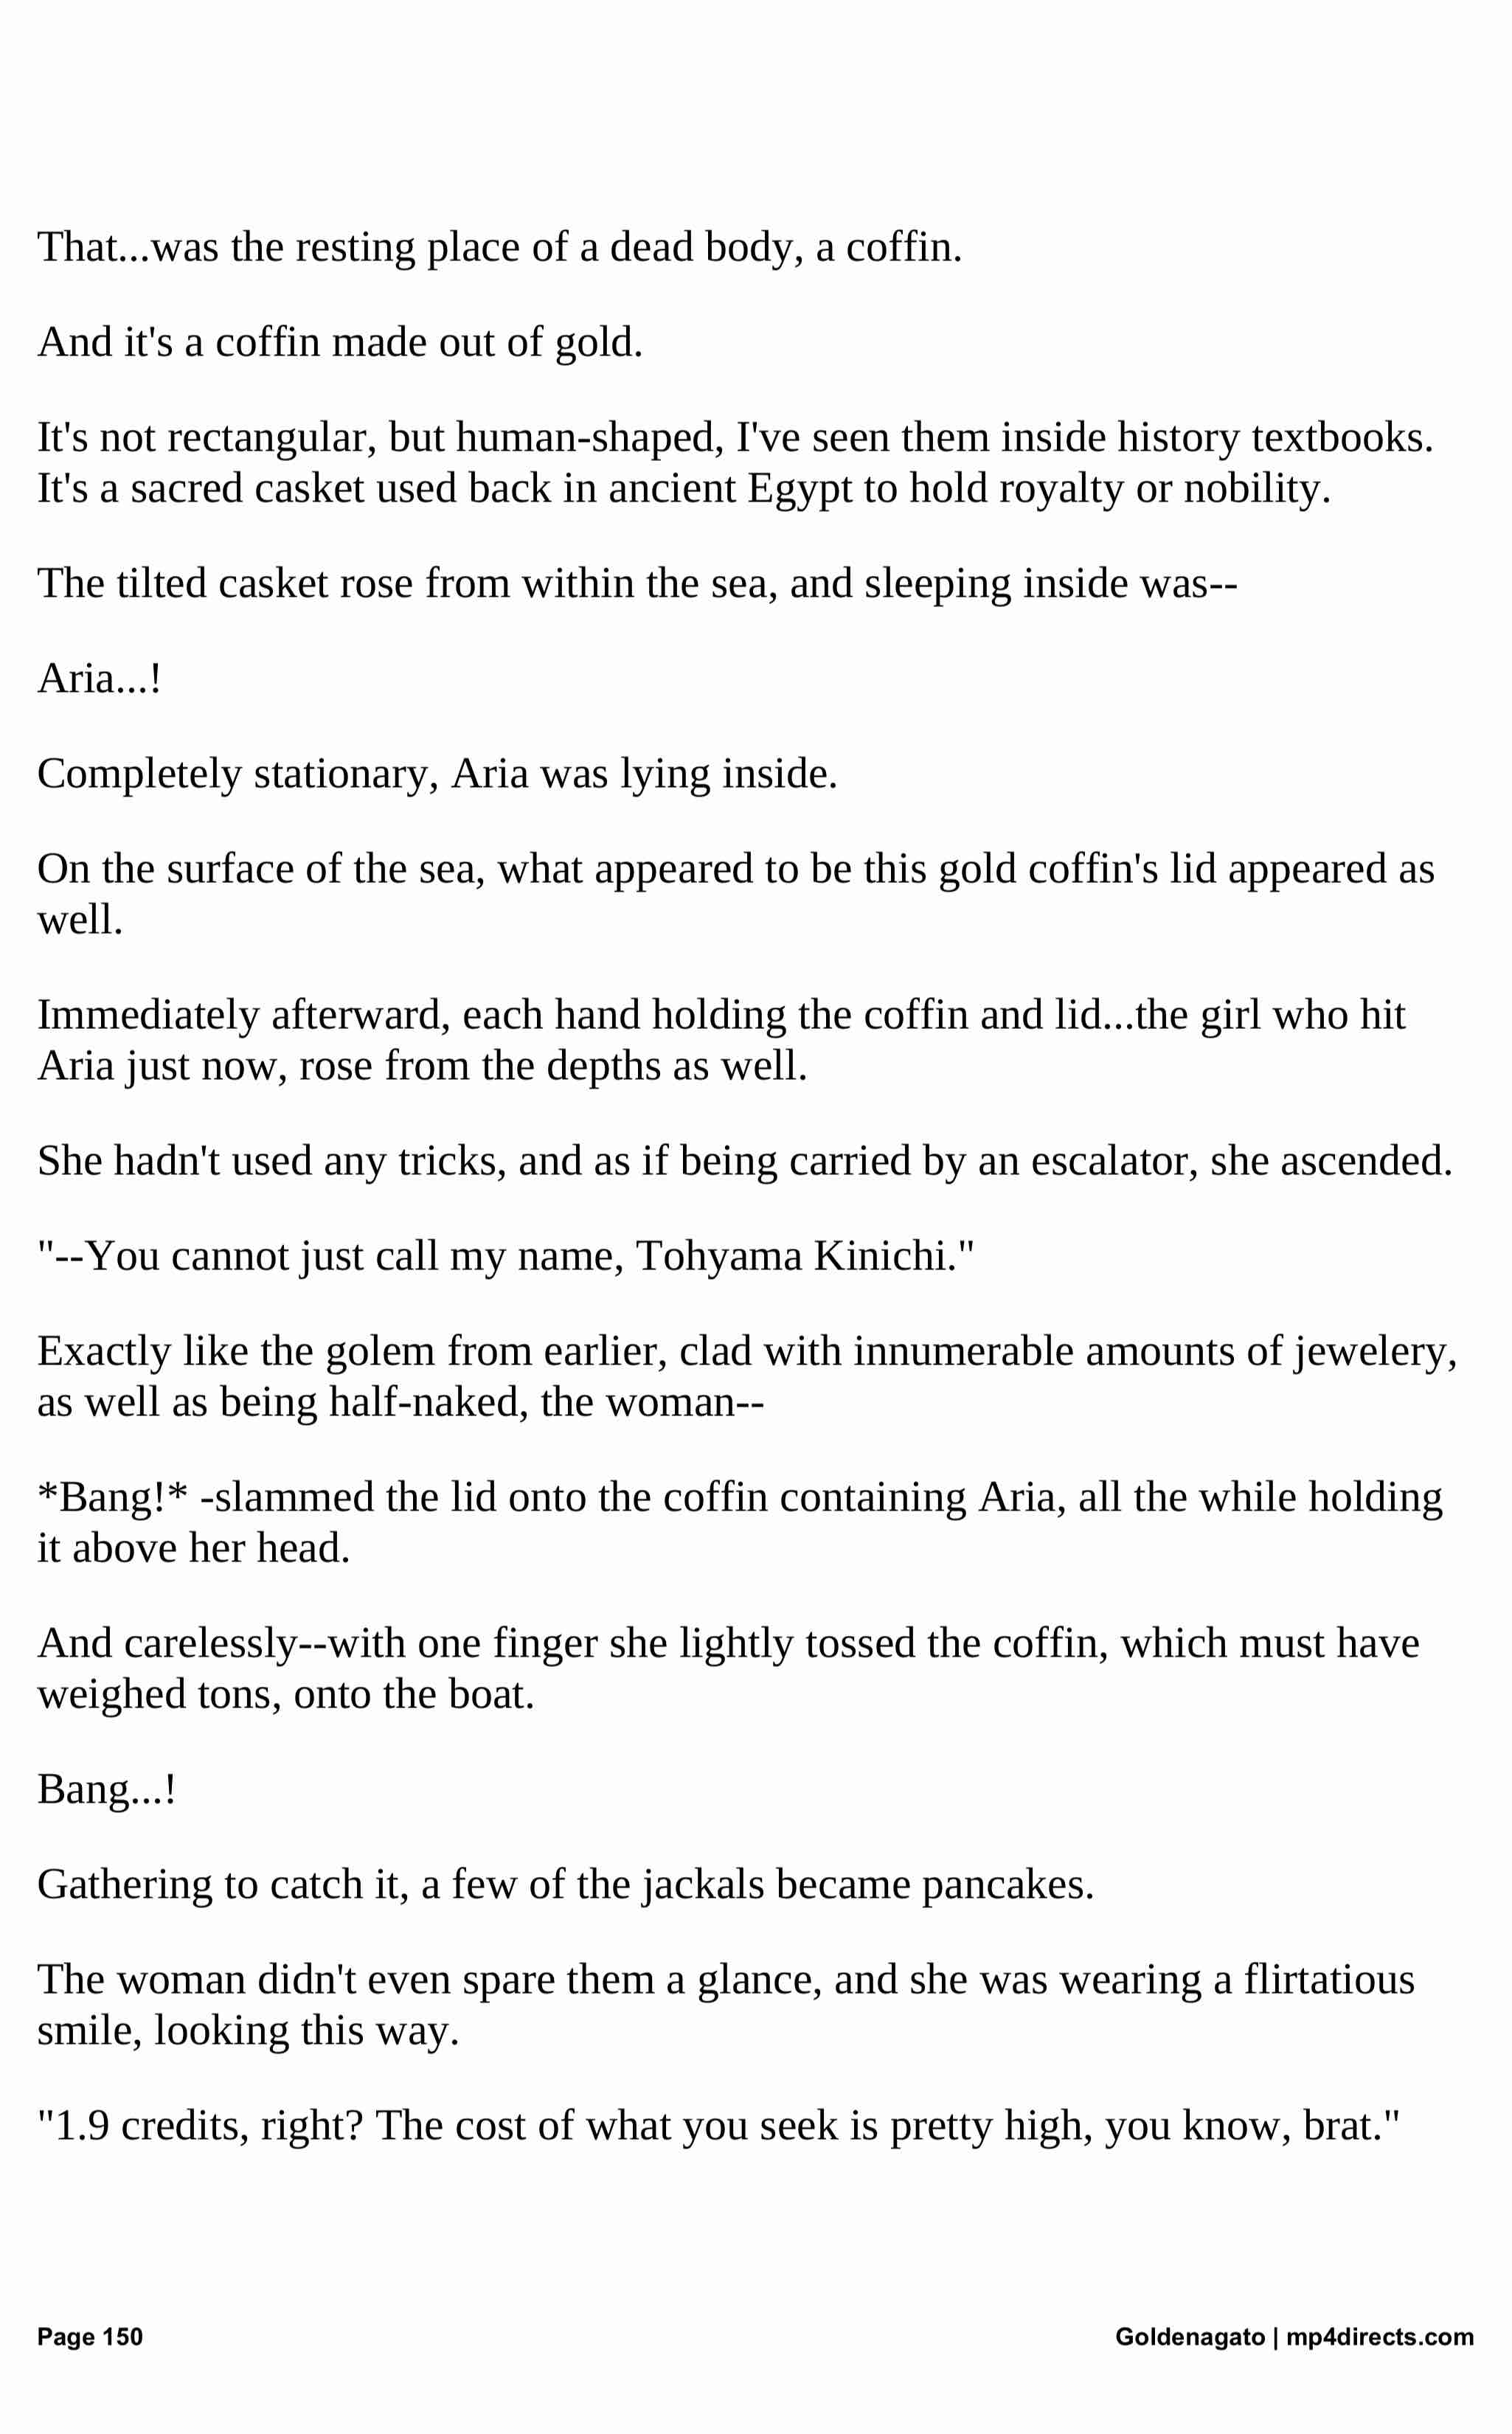 That...was the resting place of a dead body, a coffin.
And it's a coffin made out of gold.
It's not rectangular, but human-shaped, I've seen them inside history textbooks.
It's a sacred casket used back in ancient Egypt to hold royalty or nobility.
The tilted casket rose from within the sea, and sleeping inside was--
Aria...!
Completely stationary, Aria was lying inside.
On the surface of the sea, what appeared to be this gold coffin's lid appeared as
well.
Immediately afterward, each hand holding the coffin and lid...the girl who hit
Aria just now, rose from the depths as well.
She hadn't used any tricks, and as if being carried by an escalator, she ascended.
"--You cannot just call my name, Tohyama Kinichi."
Exactly like the golem from earlier, clad with innumerable amounts of jewelery,
as well as being half-naked, the woman--
*Bang!* -slammed the lid onto the coffin containing Aria, all the while holding
it above her head.
And carelessly--with one finger she lightly tossed the coffin, which must have
weighed tons, onto the boat.
Bang...!
Gathering to catch it, a few of the jackals became pancakes.
The woman didn't even spare them a glance, and she was wearing a flirtatious
smile, looking this way.
"1.9 credits, right? The cost of what you seek is pretty high, you know, brat."
Page 150
Goldenagato | mp4directs.com